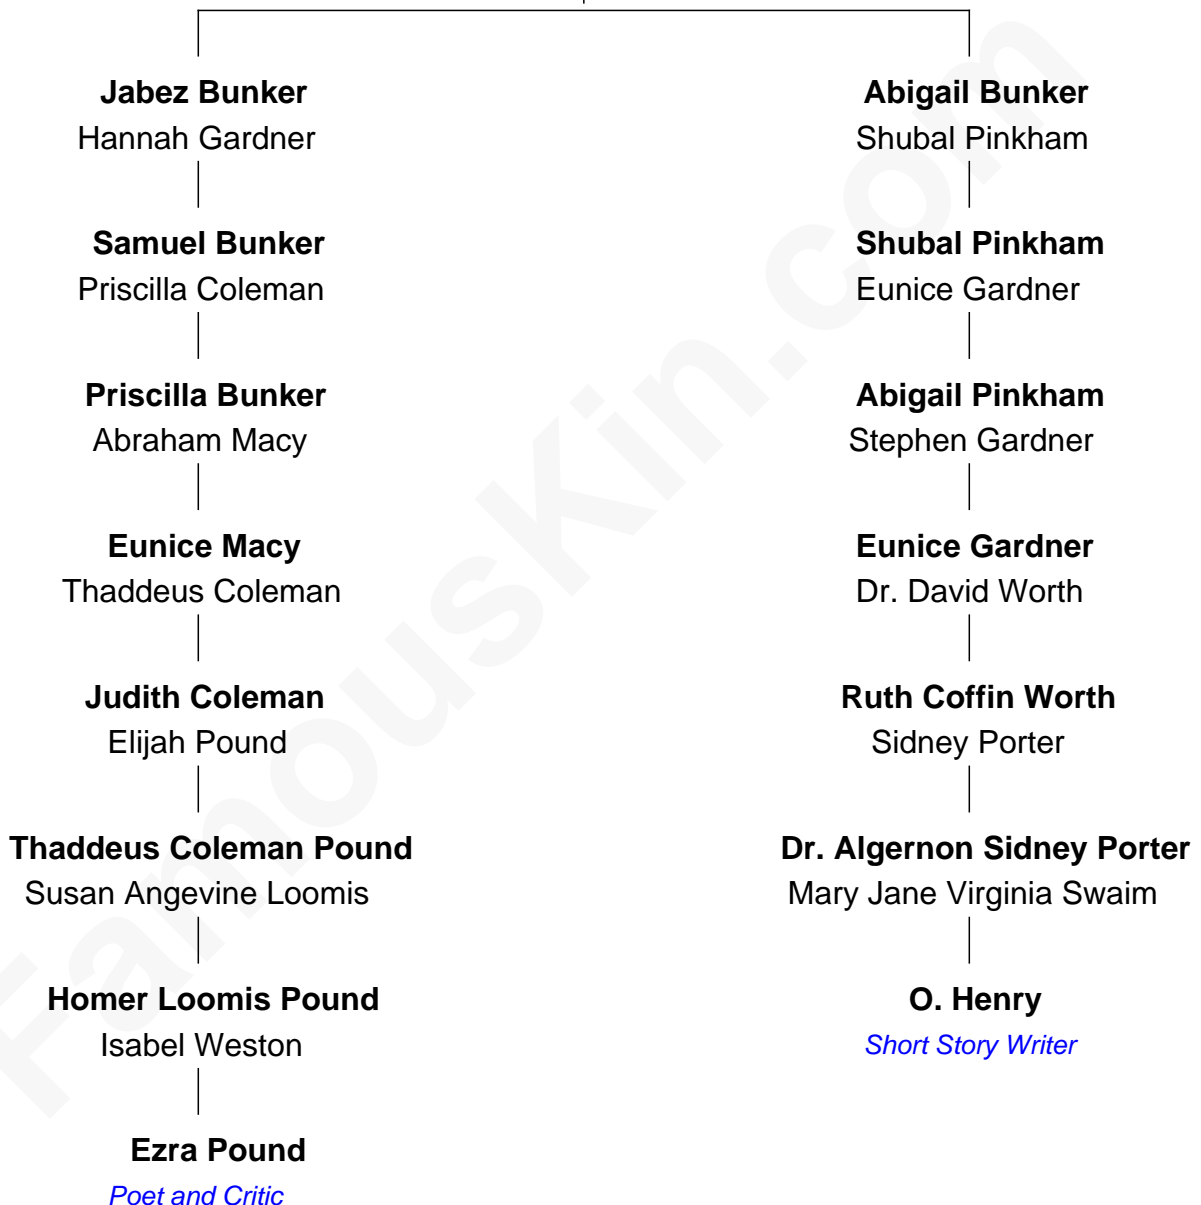 Jabez Bunker
Hannah Gardner
Abigail Bunker
Shubal Pinkham
Samuel Bunker
Priscilla Coleman
Shubal Pinkham
Eunice Gardner
Priscilla Bunker
Abraham Macy
Abigail Pinkham
Stephen Gardner
Eunice Macy
Thaddeus Coleman
Eunice Gardner
Dr. David Worth
Judith Coleman
Elijah Pound
Ruth Coffin Worth
Sidney Porter
Thaddeus Coleman Pound
Susan Angevine Loomis
Dr. Algernon Sidney Porter
Mary Jane Virginia Swaim
Homer Loomis Pound
Isabel Weston
O. Henry
Short Story Writer
Ezra Pound
Poet and Critic
FamousKin.com